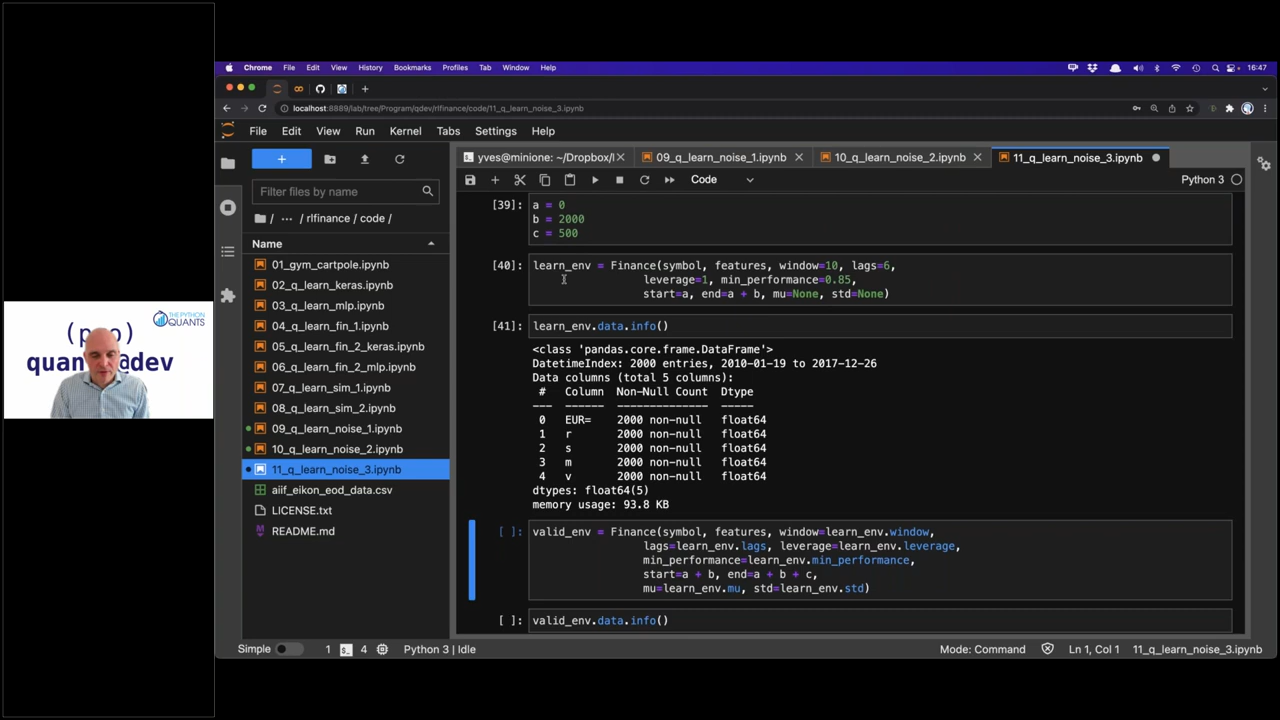 Chrome File Edit View History Bookmarks Profiles Tab Window Help 16:47
localhost:8889/lab/tree/Program/qdev/rlfinance/code/11_q_learn_noise_3.ipynb
File Edit View Run Kernel Tabs Settings Help
yves@minione: ~/Dropbox/I 09_q_learn_noise_1.ipynb 10_q_learn_noise_2.ipynb 11_q_learn_noise_3.ipynb
Code Python 3
Filter files by name
/ ··· / rlfinance / code /
Name
01_gym_cartpole.ipynb
02_q_learn_keras.ipynb
03_q_learn_mlp.ipynb
04_q_learn_fin_1.ipynb
05_q_learn_fin_2_keras.ipynb
06_q_learn_fin_2_mlp.ipynb
07_q_learn_sim_1.ipynb
08_q_learn_sim_2.ipynb
09_q_learn_noise_1.ipynb
10_q_learn_noise_2.ipynb
11_q_learn_noise_3.ipynb
aiif_eikon_eod_data.csv
LICENSE.txt
README.md
[39]: a = 0
b = 2000
c = 500
[40]: learn_env = Finance(symbol, features, window=10, lags=6,
leverage=1, min_performance=0.85,
start=a, end=a + b, mu=None, std=None)
[41]: learn_env.data.info()
<class 'pandas.core.frame.DataFrame'>
DatetimeIndex: 2000 entries, 2010-01-19 to 2017-12-26
Data columns (total 5 columns):
# Column Non-Null Count Dtype
--- ------ -------------- -----
0 EUR= 2000 non-null float64
1 r 2000 non-null float64
2 s 2000 non-null float64
3 m 2000 non-null float64
4 v 2000 non-null float64
dtypes: float64(5)
memory usage: 93.8 KB
[ ]: valid_env = Finance(symbol, features, window=learn_env.window,
lags=learn_env.lags, leverage=learn_env.leverage,
min_performance=learn_env.min_performance,
start=a + b, end=a + b + c,
mu=learn_env.mu, std=learn_env.std)
[ ]: valid_env.data.info()
Simple 1 4 Python 3 | Idle Mode: Command Ln 1, Col 1 11_q_learn_noise_3.ipynb
THE PYTHON
QUANTS